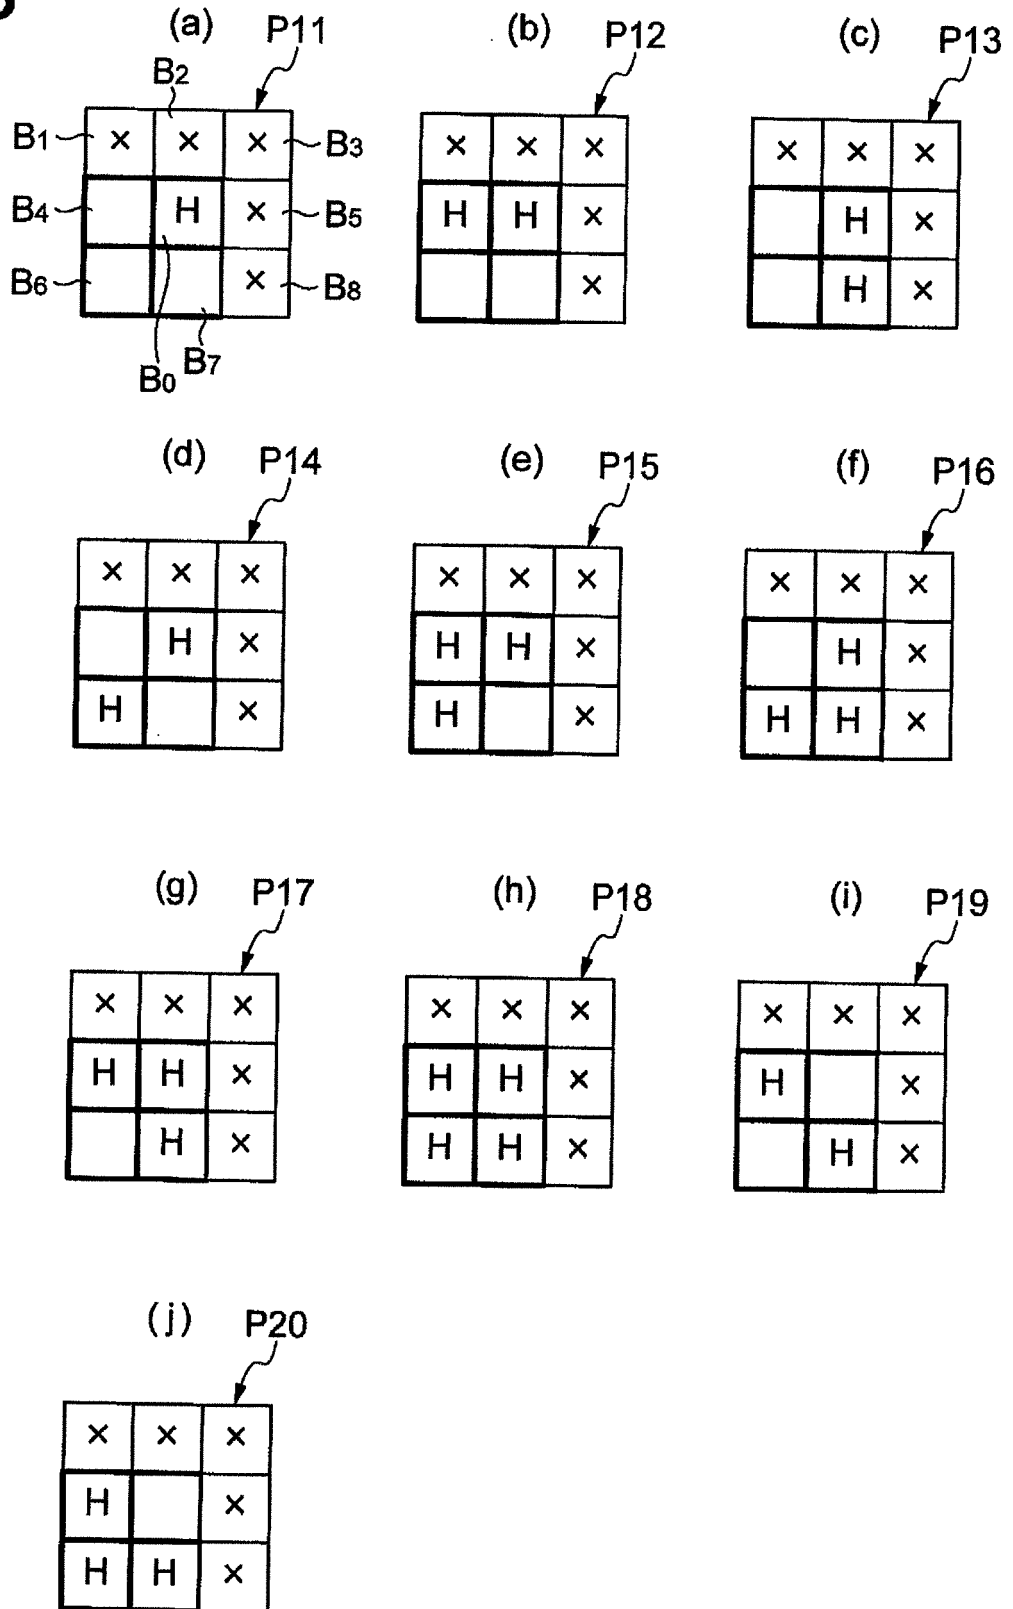 (a) P11 (b) P12 (c) P13
B2
B1 × × × B3 × × × × × ×
B4 H × B5 H H × H ×
B6 × B8 × H ×
B0 B7
(d) P14 (e) P15 (f) P16
× × × × × × × × ×
H × H H × H ×
H × H × H H ×
(g) P17 (h) P18 (i) P19
× × × × × × × × ×
H H × H H × H ×
H × H H × H ×
(j) P20
× × ×
H ×
H H ×